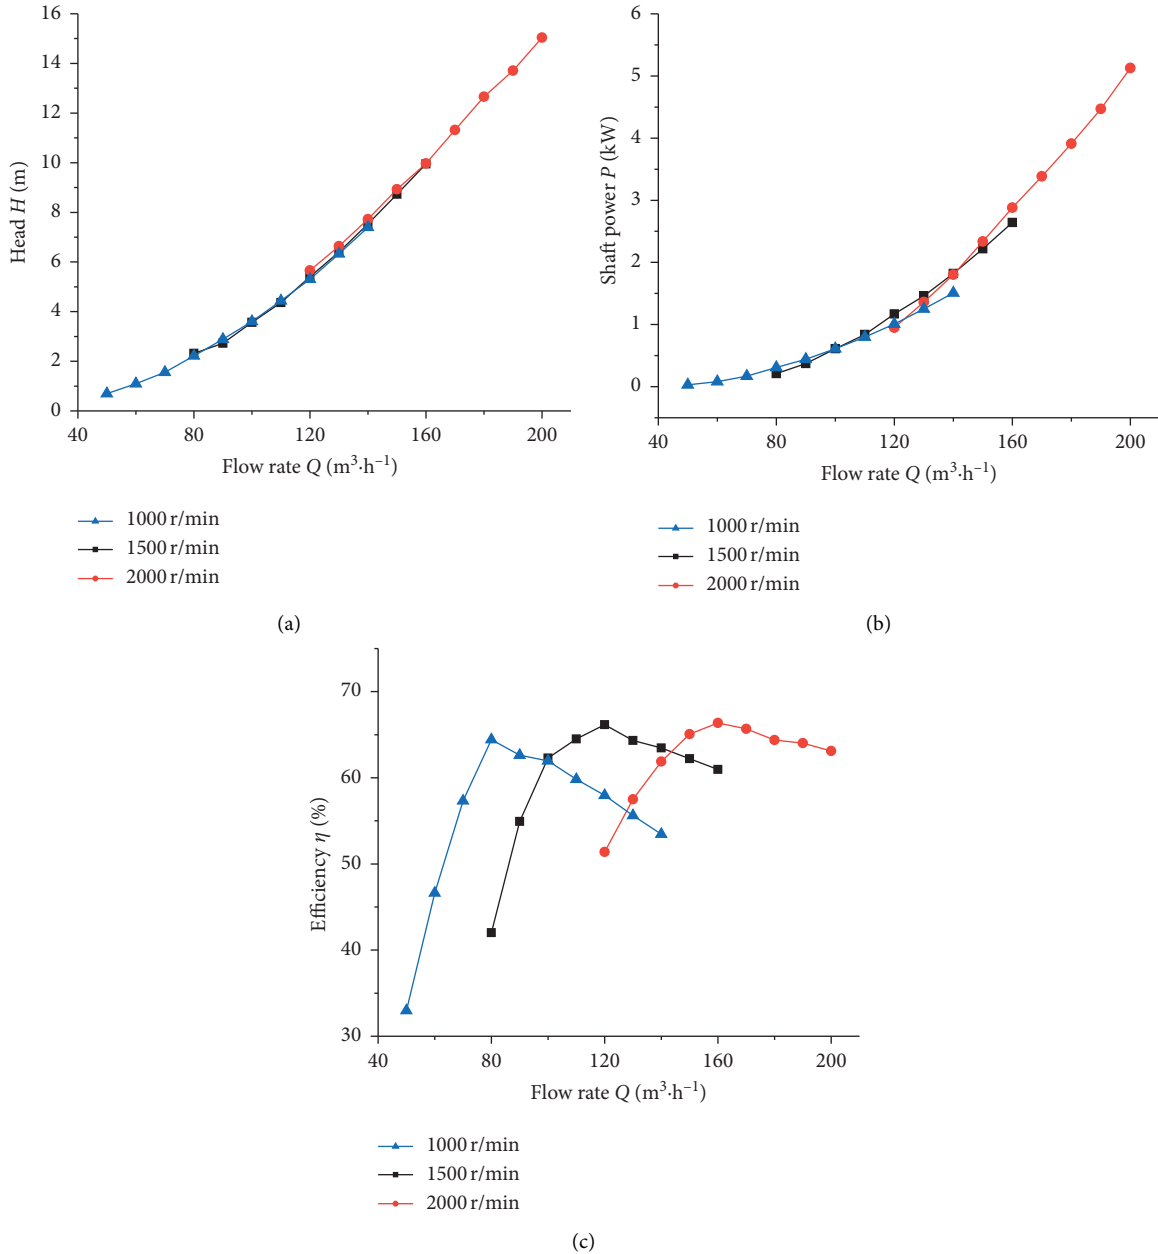 16
14
12
10
8
6
4
2
0
Head H (m)
40
80
120
160
200
Flow rate Q (m³·h⁻¹)
1000 r/min
1500 r/min
2000 r/min
(a)
6
5
4
3
2
1
0
Shaft power P (kW)
40
80
120
160
200
Flow rate Q (m³·h⁻¹)
1000 r/min
1500 r/min
2000 r/min
(b)
70
60
50
40
30
Efficiency η (%)
40
80
120
160
200
Flow rate Q (m³·h⁻¹)
1000 r/min
1500 r/min
2000 r/min
(c)